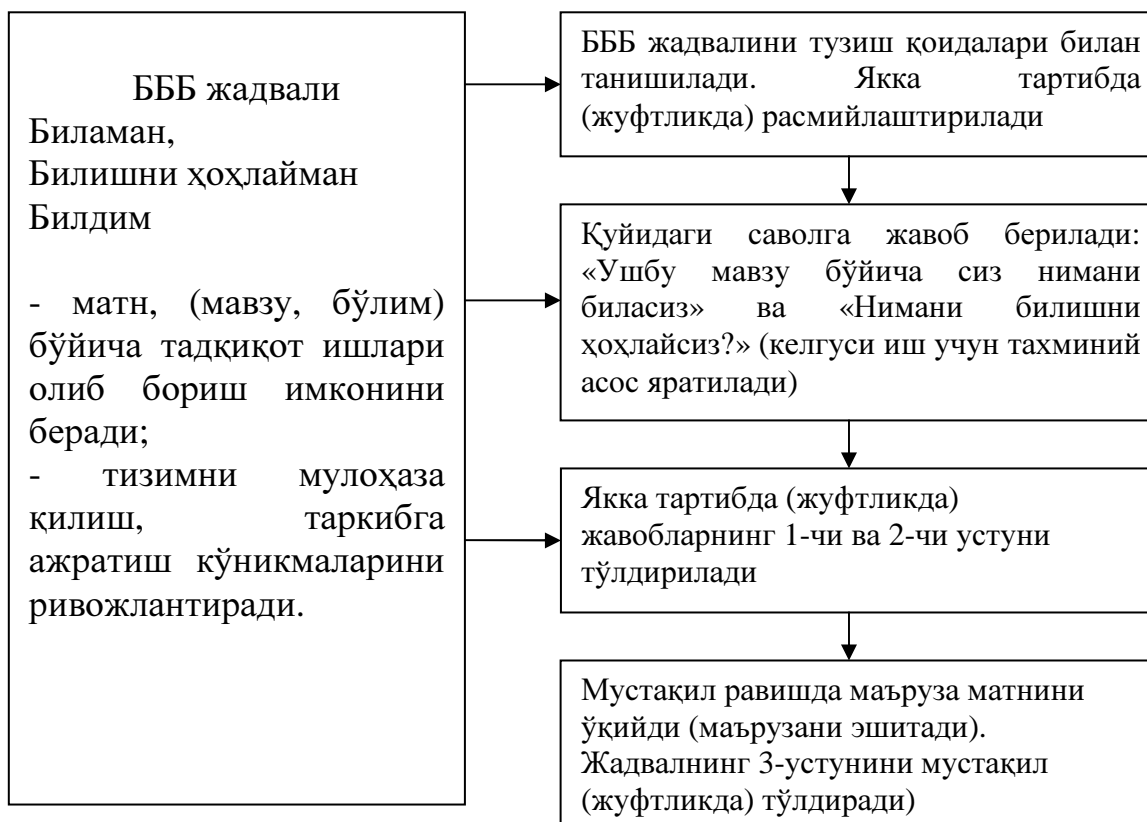 БББ жадвали
Биламан,
Билишни ҳоҳлайман
Билдим
- матн, (мавзу, бўлим)
бўйича тадқиқот ишлари
олиб бориш имконини
беради;
- тизимни мулоҳаза
қилиш, таркибга
ажратиш кўникмаларини
ривожлантиради.
БББ жадвалини тузиш қоидалари билан
танишилади. Якка тартибда
(жуфтликда) расмийлаштирилади
Қуйидаги саволга жавоб берилади:
«Ушбу мавзу бўйича сиз нимани
биласиз» ва «Нимани билишни
ҳоҳлайсиз?» (келгуси иш учун тахминий
асос яратилади)
Якка тартибда (жуфтликда)
жавобларнинг 1-чи ва 2-чи устуни
тўлдирилади
Мустақил равишда маъруза матнини
ўқийди (маърузани эшитади).
Жадвалнинг 3-устунини мустақил
(жуфтликда) тўлдиради)